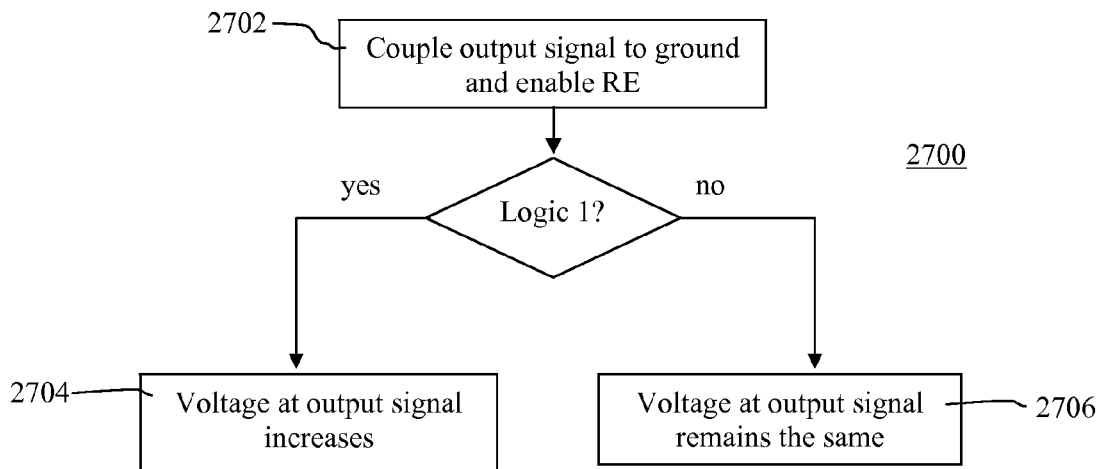 2702
Couple output signal to ground
and enable RE
2700
yes
no
Logic 1?
2704
Voltage at output signal
increases
Voltage at output signal
remains the same
2706